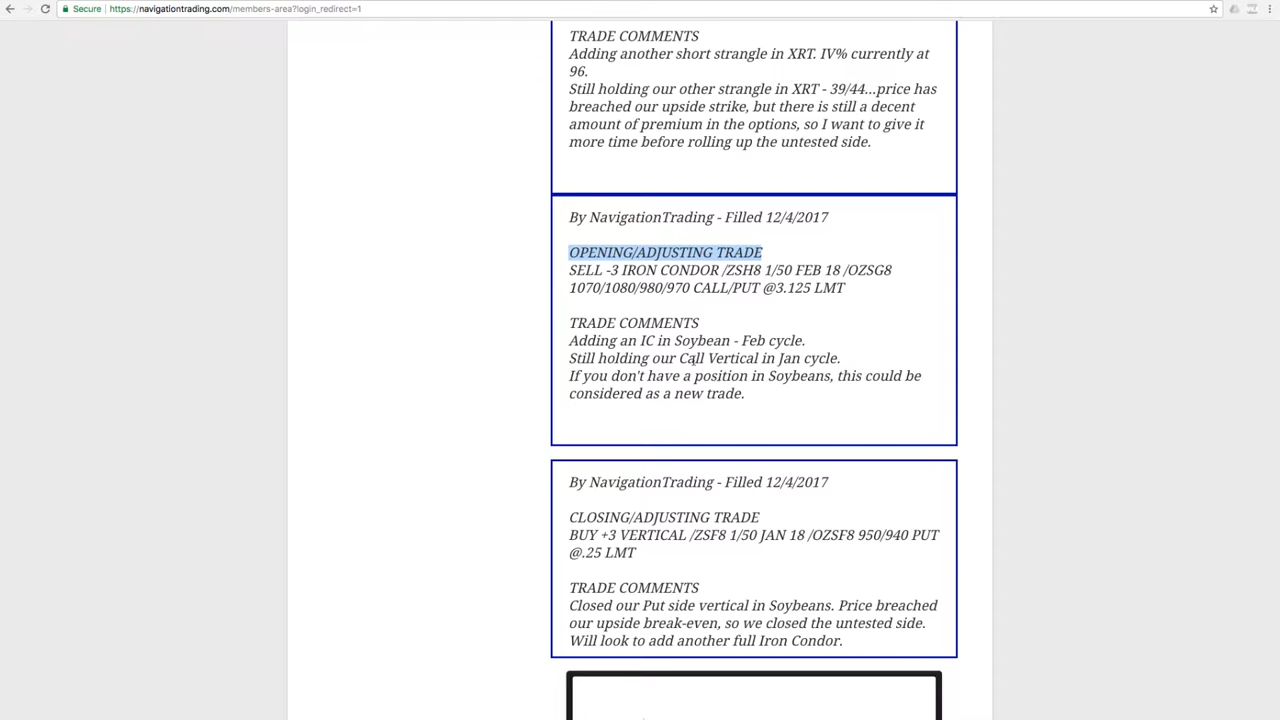 Secure | https://navigationtrading.com/members-area?login_redirect=1
TRADE COMMENTS
Adding another short strangle in XRT. IV% currently at
96.
Still holding our other strangle in XRT - 39/44...price has
breached our upside strike, but there is still a decent
amount of premium in the options, so I want to give it
more time before rolling up the untested side.
By NavigationTrading - Filled 12/4/2017
OPENING/ADJUSTING TRADE
SELL -3 IRON CONDOR /ZSH8 1/50 FEB 18 /OZSG8
1070/1080/980/970 CALL/PUT @3.125 LMT
TRADE COMMENTS
Adding an IC in Soybean - Feb cycle.
Still holding our Call Vertical in Jan cycle.
If you don't have a position in Soybeans, this could be
considered as a new trade.
By NavigationTrading - Filled 12/4/2017
CLOSING/ADJUSTING TRADE
BUY +3 VERTICAL /ZSF8 1/50 JAN 18 /OZSF8 950/940 PUT
@.25 LMT
TRADE COMMENTS
Closed our Put side vertical in Soybeans. Price breached
our upside break-even, so we closed the untested side.
Will look to add another full Iron Condor.